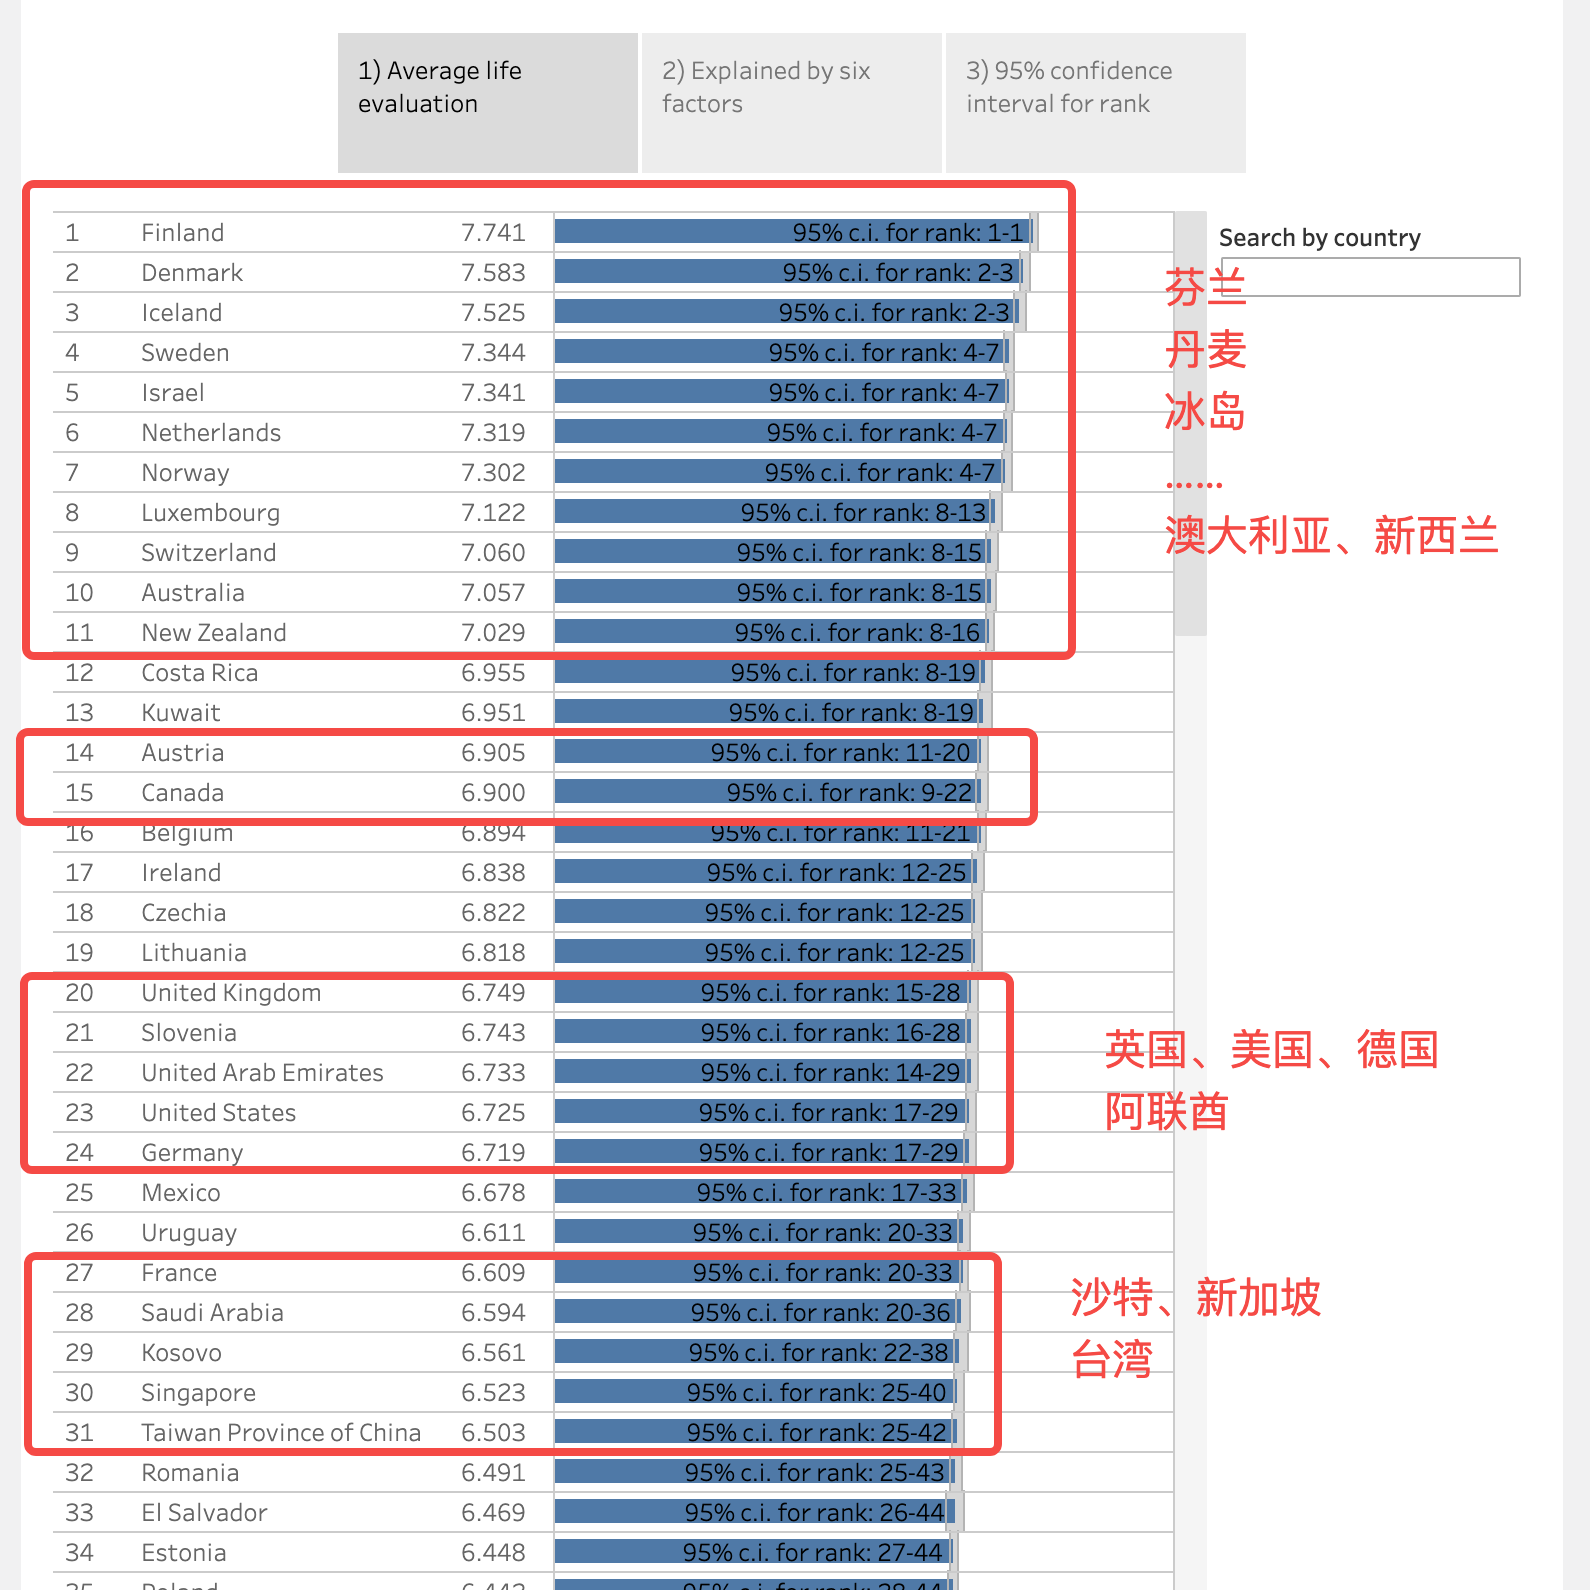 1) Average life
evaluation
2) Explained by six
factors
3) 95% confidence
interval for rank
1 Finland 7.741 95% c.i. for rank: 1-1
Search by country
2 Denmark 7.583 95% c.i. for rank: 2-3
芬兰
3 Iceland 7.525 95% c.i. for rank: 2-3
4 Sweden 7.344 95% c.i. for rank: 4-7
丹麦
5 Israel 7.341 95% c.i. for rank: 4-7
冰岛
6 Netherlands 7.319 95% c.i. for rank: 4-7
7 Norway 7.302 95% c.i. for rank: 4-7
……
8 Luxembourg 7.122 95% c.i. for rank: 8-13
澳大利亚、新西兰
9 Switzerland 7.060 95% c.i. for rank: 8-15
10 Australia 7.057 95% c.i. for rank: 8-15
11 New Zealand 7.029 95% c.i. for rank: 8-16
12 Costa Rica 6.955 95% c.i. for rank: 8-19
13 Kuwait 6.951 95% c.i. for rank: 8-19
14 Austria 6.905 95% c.i. for rank: 11-20
15 Canada 6.900 95% c.i. for rank: 9-22
16 Belgium 6.894 95% c.i. for rank: 11-21
17 Ireland 6.838 95% c.i. for rank: 12-25
18 Czechia 6.822 95% c.i. for rank: 12-25
19 Lithuania 6.818 95% c.i. for rank: 12-25
20 United Kingdom 6.749 95% c.i. for rank: 15-28
21 Slovenia 6.743 95% c.i. for rank: 16-28
英国、美国、德国
22 United Arab Emirates 6.733 95% c.i. for rank: 14-29
23 United States 6.725 95% c.i. for rank: 17-29
阿联酋
24 Germany 6.719 95% c.i. for rank: 17-29
25 Mexico 6.678 95% c.i. for rank: 17-33
26 Uruguay 6.611 95% c.i. for rank: 20-33
27 France 6.609 95% c.i. for rank: 20-33
28 Saudi Arabia 6.594 95% c.i. for rank: 20-36
沙特、新加坡
29 Kosovo 6.561 95% c.i. for rank: 22-38
台湾
30 Singapore 6.523 95% c.i. for rank: 25-40
31 Taiwan Province of China 6.503 95% c.i. for rank: 25-42
32 Romania 6.491 95% c.i. for rank: 25-43
33 El Salvador 6.469 95% c.i. for rank: 26-44
34 Estonia 6.448 95% c.i. for rank: 27-44
35 Poland 6.442 95% c.i. for rank: 28-44